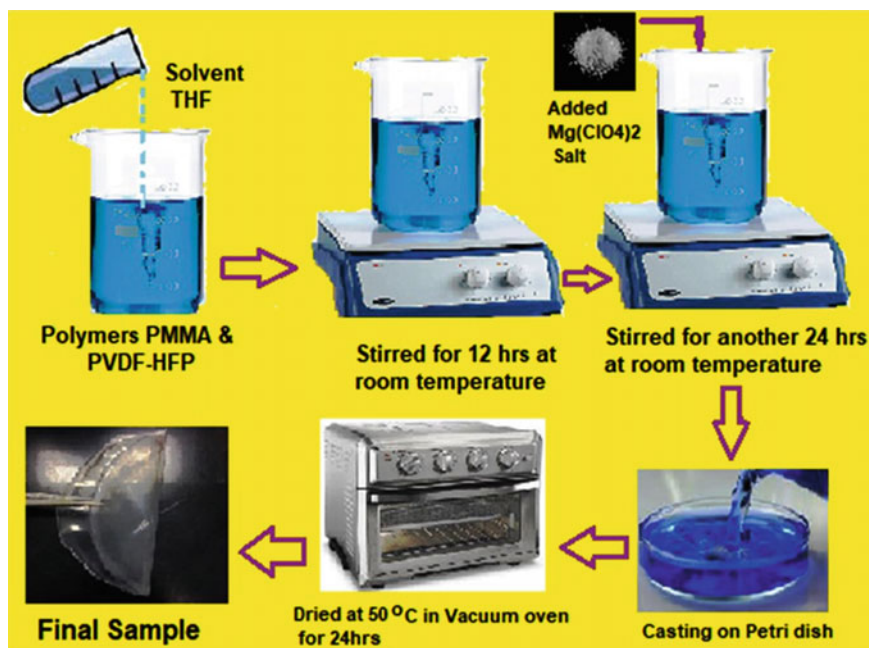 Solvent
THF
Added
Mg(ClO4)2
Salt
Polymers PMMA &
PVDF-HFP
Stirred for 12 hrs at
room temperature
Stirred for another 24 hrs
at room temperature
Final Sample
Dried at 50 °C in Vacuum oven
for 24hrs
Casting on Petri dish